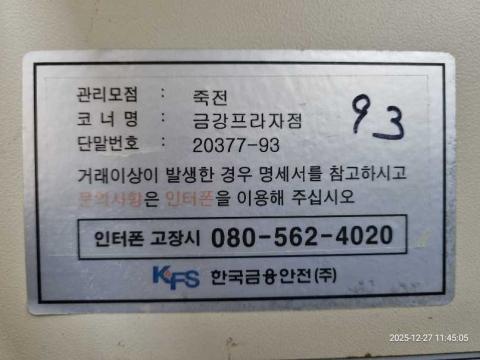 관리모점 : 죽전
코 너 명 : 금강프라자점
단말번호 : 20377-93
93
거래이상이 발생한 경우 명세서를 참고하시고
문의사항은 인터폰을 이용해 주십시오
인터폰 고장시 080-562-4020
KFS 한국금융안전(주)
2025-12-27 11:45:05